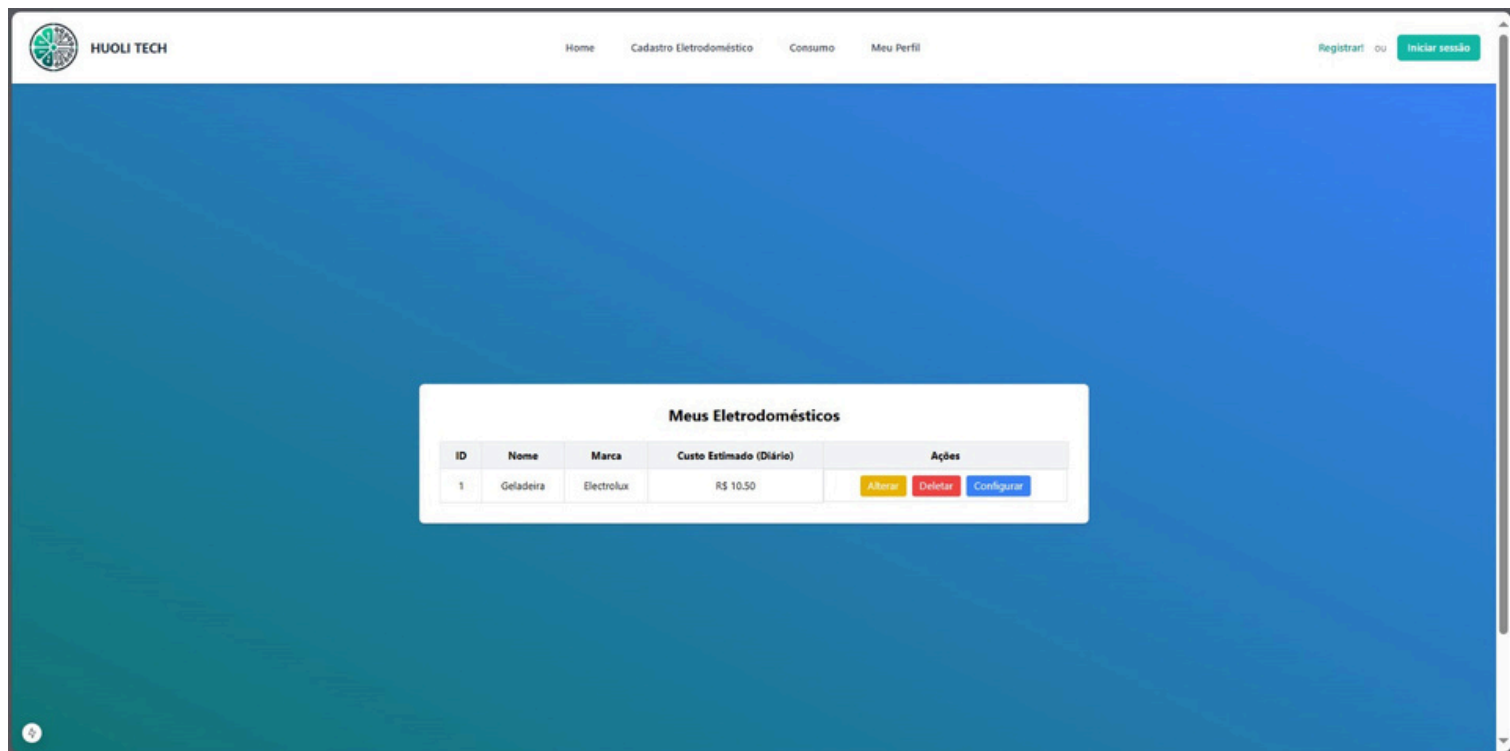 HUOLI TECH
Home Cadastro Eletrodoméstico Consumo Meu Perfil
Registrar! ou Iniciar sessão
Meus Eletrodomésticos
ID Nome Marca Custo Estimado (Diário) Ações
1 Geladeira Electrolux R$ 10.50 Alterar Deletar Configurar